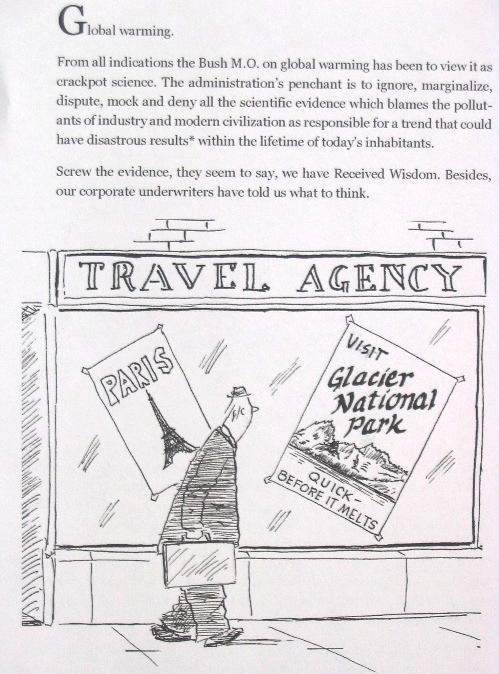 Global warming.
From all indications the Bush M.O. on global warming has been to view it as
crackpot science. The administration's penchant is to ignore, marginalize,
dispute, mock and deny all the scientific evidence which blames the pollut-
ants of industry and modern civilization as responsible for a trend that could
have disastrous results* within the lifetime of today's inhabitants.
Screw the evidence, they seem to say, we have Received Wisdom. Besides,
our corporate underwriters have told us what to think.
TRAVEL AGENCY
PARIS
VISIT
Glacier
National
Park
QUICK-
BEFORE IT MELTS